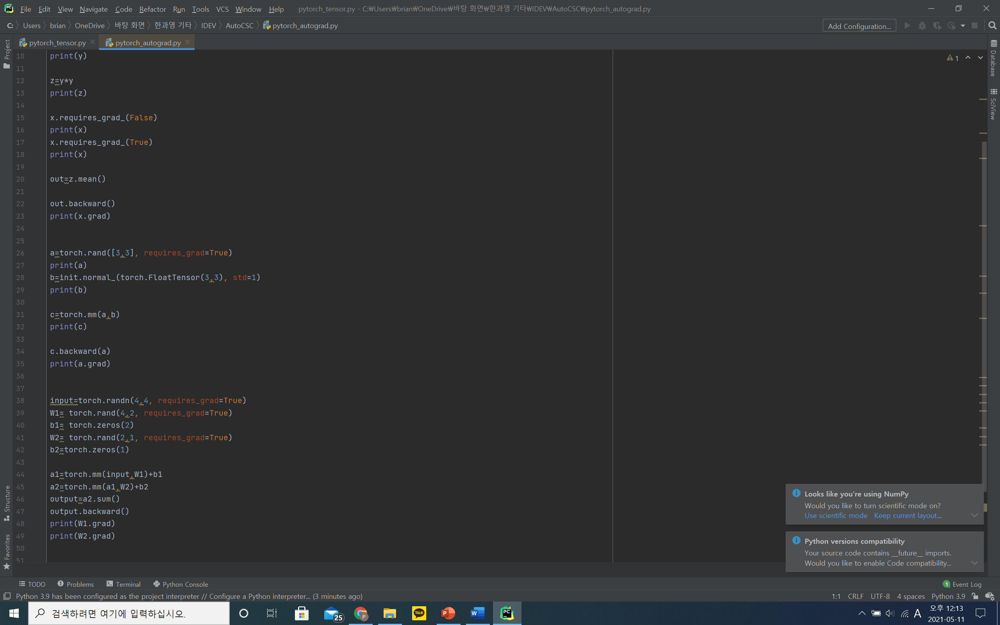 File Edit View Navigate Code Refactor Run Tools VCS Window Help pytorch_tensor.py - C:₩Users₩brian₩OneDrive₩바탕 화면₩한과영 기타₩IDEV₩AutoCSC₩pytorch_autograd.py
C: Users brian OneDrive 바탕 화면 한과영 기타 IDEV AutoCSC pytorch_autograd.py Add Configuration...
pytorch_tensor.py pytorch_autograd.py
Project
Database
SciView
1
10 print(y)
11
12 z=y*y
13 print(z)
14
15 x.requires_grad_(False)
16 print(x)
17 x.requires_grad_(True)
18 print(x)
19
20 out=z.mean()
21
22 out.backward()
23 print(x.grad)
24
25
26 a=torch.rand([3,3], requires_grad=True)
27 print(a)
28 b=init.normal_(torch.FloatTensor(3,3), std=1)
29 print(b)
30
31 c=torch.mm(a,b)
32 print(c)
33
34 c.backward(a)
35 print(a.grad)
36
37
38 input=torch.randn(4,4, requires_grad=True)
39 W1= torch.rand(4,2, requires_grad=True)
40 b1= torch.zeros(2)
41 W2= torch.rand(2,1, requires_grad=True)
42 b2=torch.zeros(1)
43
44 a1=torch.mm(input,W1)+b1
45 a2=torch.mm(a1,W2)+b2
46 output=a2.sum()
47 output.backward()
48 print(W1.grad)
49 print(W2.grad)
50
51
Structure
Favorites
Looks like you're using NumPy
Would you like to turn scientific mode on?
Use scientific mode Keep current layout...
Python versions compatibility
Your source code contains __future__ imports.
Would you like to enable Code compatibility...
TODO Problems Terminal Python Console 1 Event Log
Python 3.9 has been configured as the project interpreter // Configure a Python interpreter... (3 minutes ago) 1:1 CRLF UTF-8 4 spaces Python 3.9
검색하려면 여기에 입력하십시오. 25 P TALK P W PC A 오후 12:13
2021-05-11